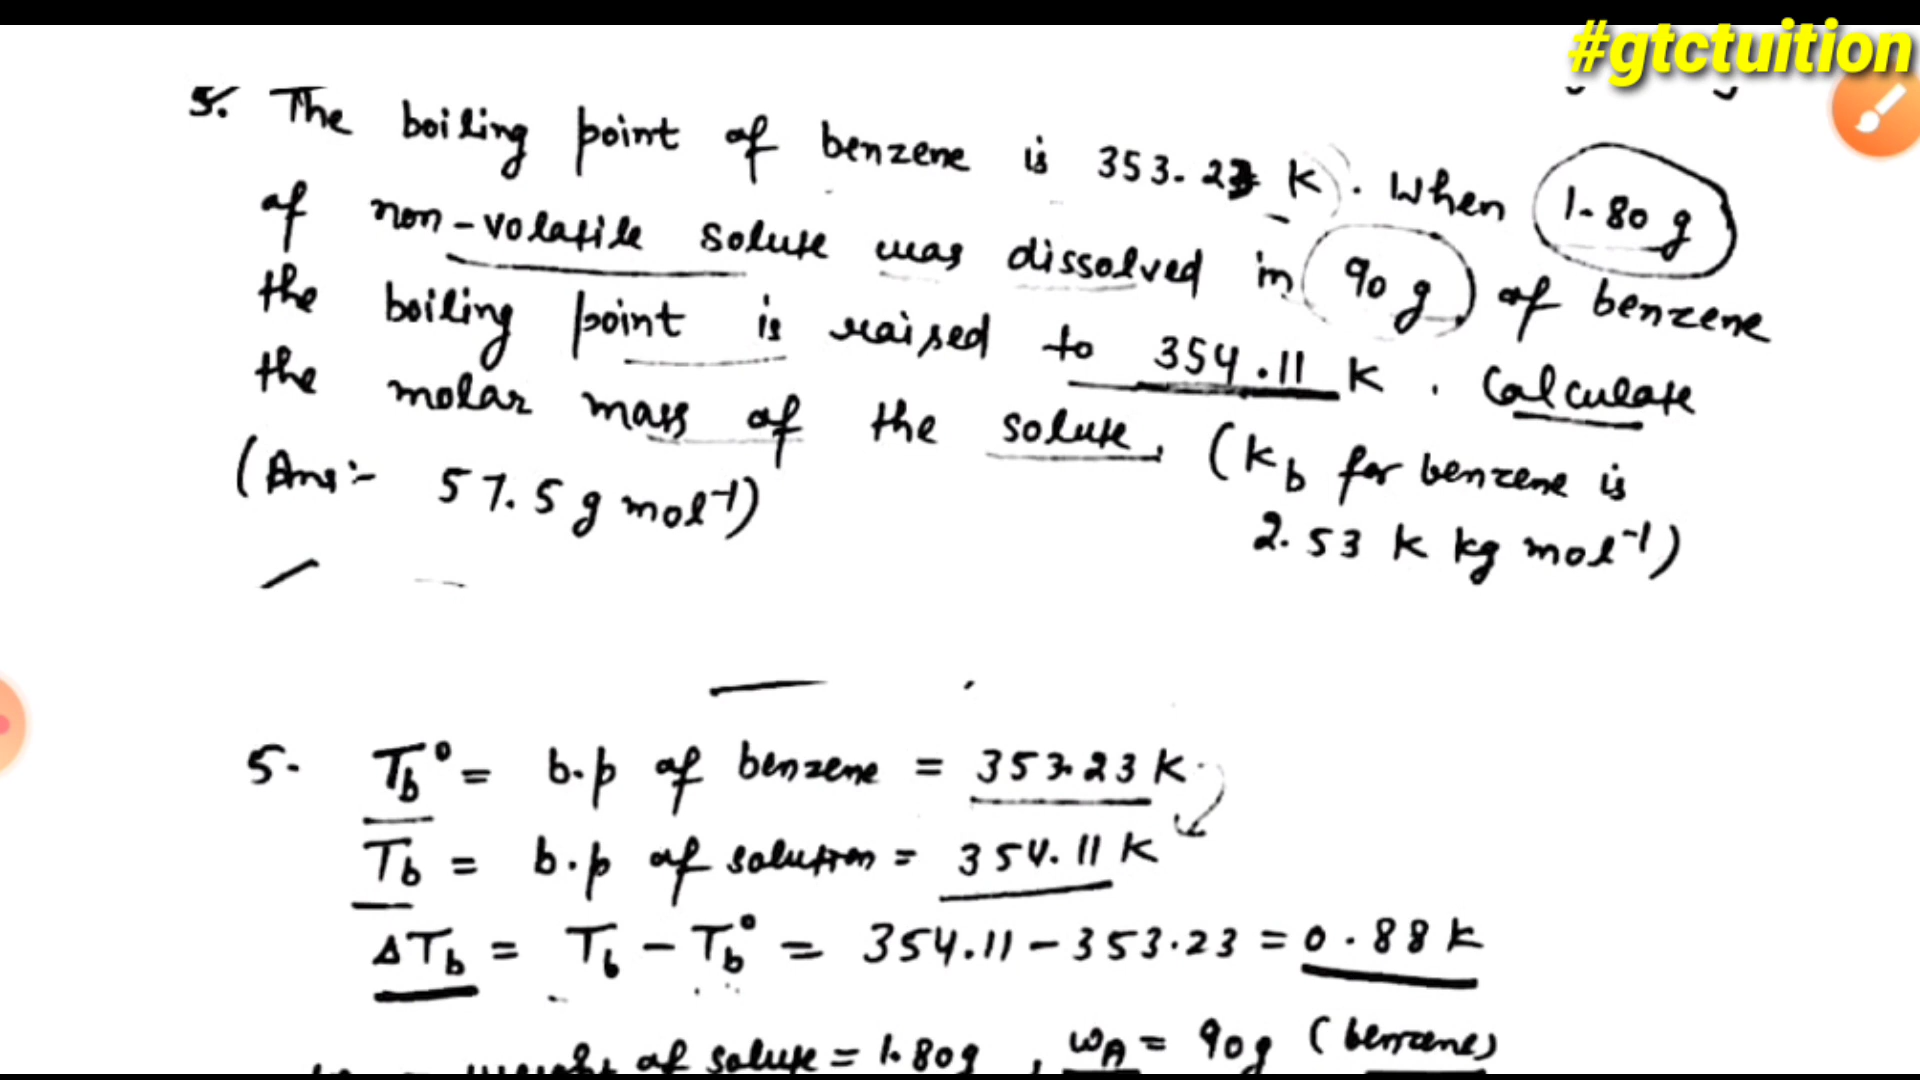 #gtctuition
5. The boiling point of benzene is 353.23 K. When 1.80 g
of non-volatile solute was dissolved in 90 g of benzene
the boiling point is raised to 354.11 K. Calculate
the molar mass of the solute. (Kb for benzene is
2.53 K kg mol⁻¹)
(Ans:- 57.5 g mol⁻¹)
5. Tb° = b.p of benzene = 353.23 K
Tb = b.p of solution = 354.11 K
ΔTb = Tb - Tb° = 354.11 - 353.23 = 0.88 K
weight of solute = 1.80g, wA = 90g (benzene)